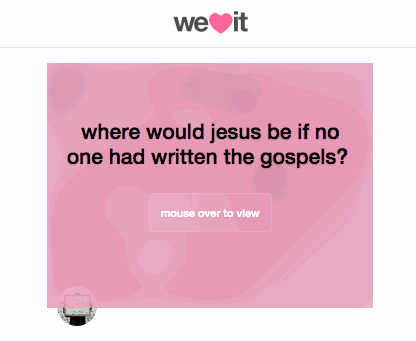 we it
where would jesus be if no
one had written the gospels?
mouse over to view